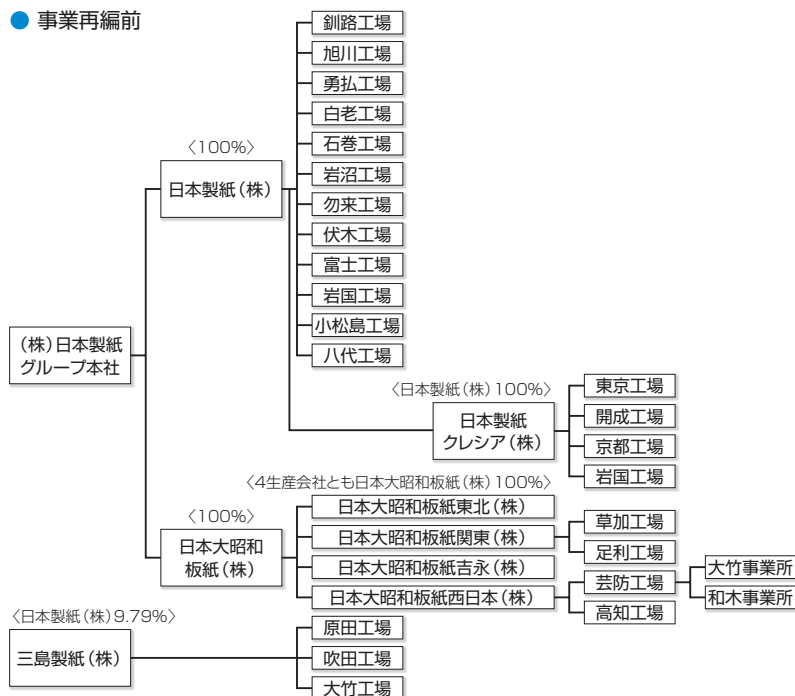 ● 事業再編前
釧路工場
旭川工場
勇払工場
白老工場
石巻工場
岩沼工場
勿来工場
伏木工場
富士工場
岩国工場
小松島工場
八代工場
〈100%〉
日本製紙（株）
（株）日本製紙
グループ本社
〈日本製紙（株）100%〉
日本製紙
クレシア（株）
東京工場
開成工場
京都工場
岩国工場
〈4生産会社とも日本大昭和板紙（株）100%〉
〈100%〉
日本大昭和
板紙（株）
日本大昭和板紙東北（株）
日本大昭和板紙関東（株）
草加工場
足利工場
日本大昭和板紙吉永（株）
日本大昭和板紙西日本（株）
芸防工場
高知工場
大竹事業所
和木事業所
〈日本製紙（株）9.79%〉
三島製紙（株）
原田工場
吹田工場
大竹工場